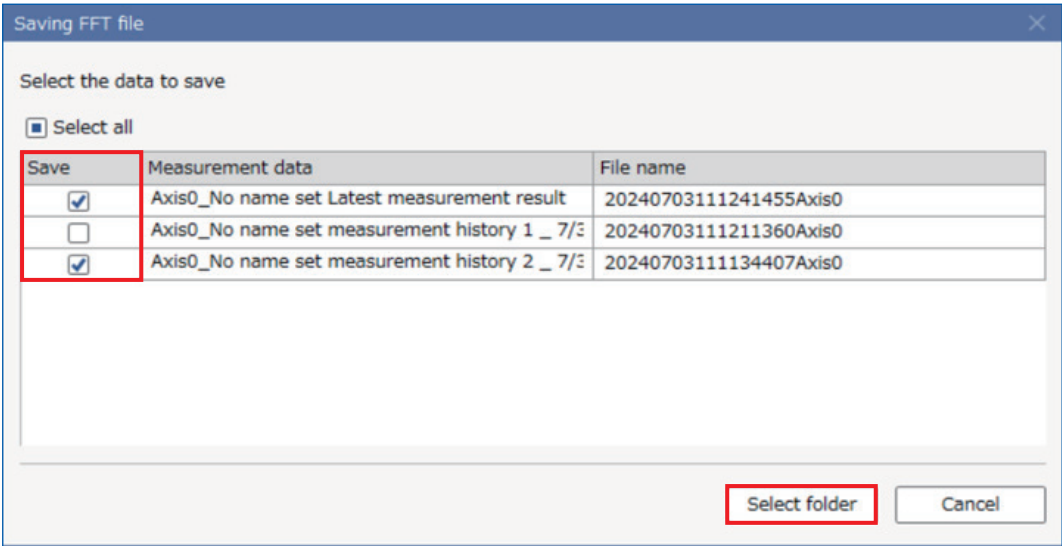 Saving FFT file
Select the data to save
Select all
Save Measurement data File name
Axis0_No name set Latest measurement result 20240703111241455Axis0
Axis0_No name set measurement history 1 _ 7/3 20240703111211360Axis0
Axis0_No name set measurement history 2 _ 7/3 20240703111134407Axis0
Select folder Cancel